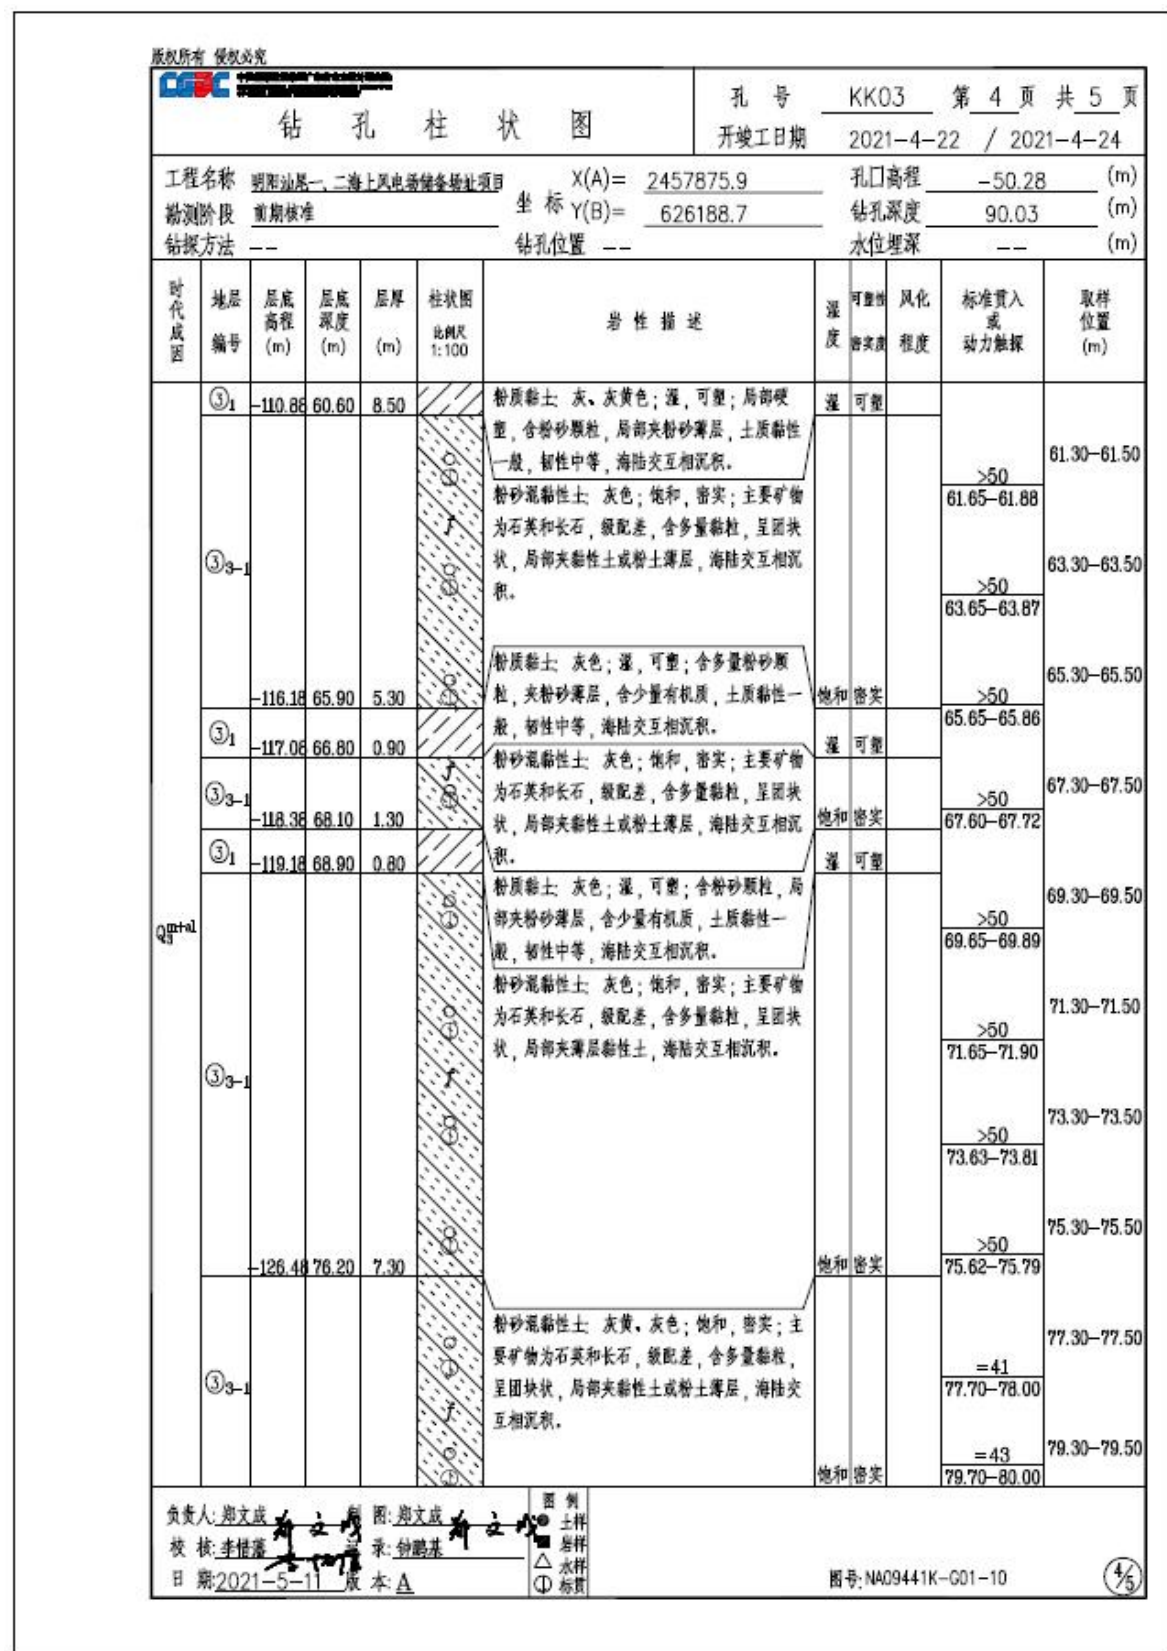 版权所有 侵权必究
CGDC
钻 孔 柱 状 图
孔 号 KK03 第 4 页 共 5 页
开竣工日期 2021-4-22 / 2021-4-24
工程名称 明阳汕尾一、二海上风电场储备场址项目
勘测阶段 前期核准
钻探方法 --
坐 标 X(A)= 2457875.9
Y(B)= 626188.7
钻孔位置 --
孔口高程 -50.28 (m)
钻孔深度 90.03 (m)
水位埋深 -- (m)
时代成因
地层编号
层底高程(m)
层底深度(m)
层厚(m)
柱状图 比例尺 1:100
岩 性 描 述
湿度
可塑性 密实度
风化程度
标准贯入或动力触探
取样位置(m)
Q₃ᵐ⁺ᵃˡ
③1 -110.88 60.60 8.50
粉质黏土: 灰、灰黄色; 湿, 可塑; 局部硬
塑, 含粉砂颗粒, 局部夹粉砂薄层, 土质黏性
一般, 韧性中等, 海陆交互相沉积。
湿 可塑
③3-1 -116.18 65.90 5.30
粉砂混黏性土: 灰色; 饱和, 密实; 主要矿物
为石英和长石, 级配差, 含多量黏粒, 呈团块
状, 局部夹黏性土或粉土薄层, 海陆交互相沉
积。
饱和 密实
③1 -117.08 66.80 0.90
粉质黏土: 灰色; 湿, 可塑; 含多量粉砂颗
粒, 夹粉砂薄层, 含少量有机质, 土质黏性一
般, 韧性中等, 海陆交互相沉积。
湿 可塑
③3-1 -118.38 68.10 1.30
粉砂混黏性土: 灰色; 饱和, 密实; 主要矿物
为石英和长石, 级配差, 含多量黏粒, 呈团块
状, 局部夹黏性土或粉土薄层, 海陆交互相沉
积。
饱和 密实
③1 -119.18 68.90 0.80
粉质黏土: 灰色; 湿, 可塑; 含粉砂颗粒, 局
部夹粉砂薄层, 含少量有机质, 土质黏性一
般, 韧性中等, 海陆交互相沉积。
湿 可塑
③3-1 -126.48 76.20 7.30
粉砂混黏性土: 灰色; 饱和, 密实; 主要矿物
为石英和长石, 级配差, 含多量黏粒, 呈团块
状, 局部夹薄层黏性土, 海陆交互相沉积。
饱和 密实
③3-1
粉砂混黏性土: 灰黄、灰色; 饱和, 密实; 主
要矿物为石英和长石, 级配差, 含多量黏粒,
呈团块状, 局部夹黏性土或粉土薄层, 海陆交
互相沉积。
饱和 密实
>50 61.65-61.88
>50 63.65-63.87
>50 65.65-65.86
>50 67.60-67.72
>50 69.65-69.89
>50 71.65-71.90
>50 73.63-73.81
>50 75.62-75.79
=41 77.70-78.00
=43 79.70-80.00
61.30-61.50
63.30-63.50
65.30-65.50
67.30-67.50
69.30-69.50
71.30-71.50
73.30-73.50
75.30-75.50
77.30-77.50
79.30-79.50
负责人: 郑文成 郑文成 制 图: 郑文成 郑文成
校 核: 李惜藩 录: 钟鹏基
日 期: 2021-5-11 版 本: A
图 例
土样
岩样
水样
标贯
图号: NA09441K-G01-10
4/5